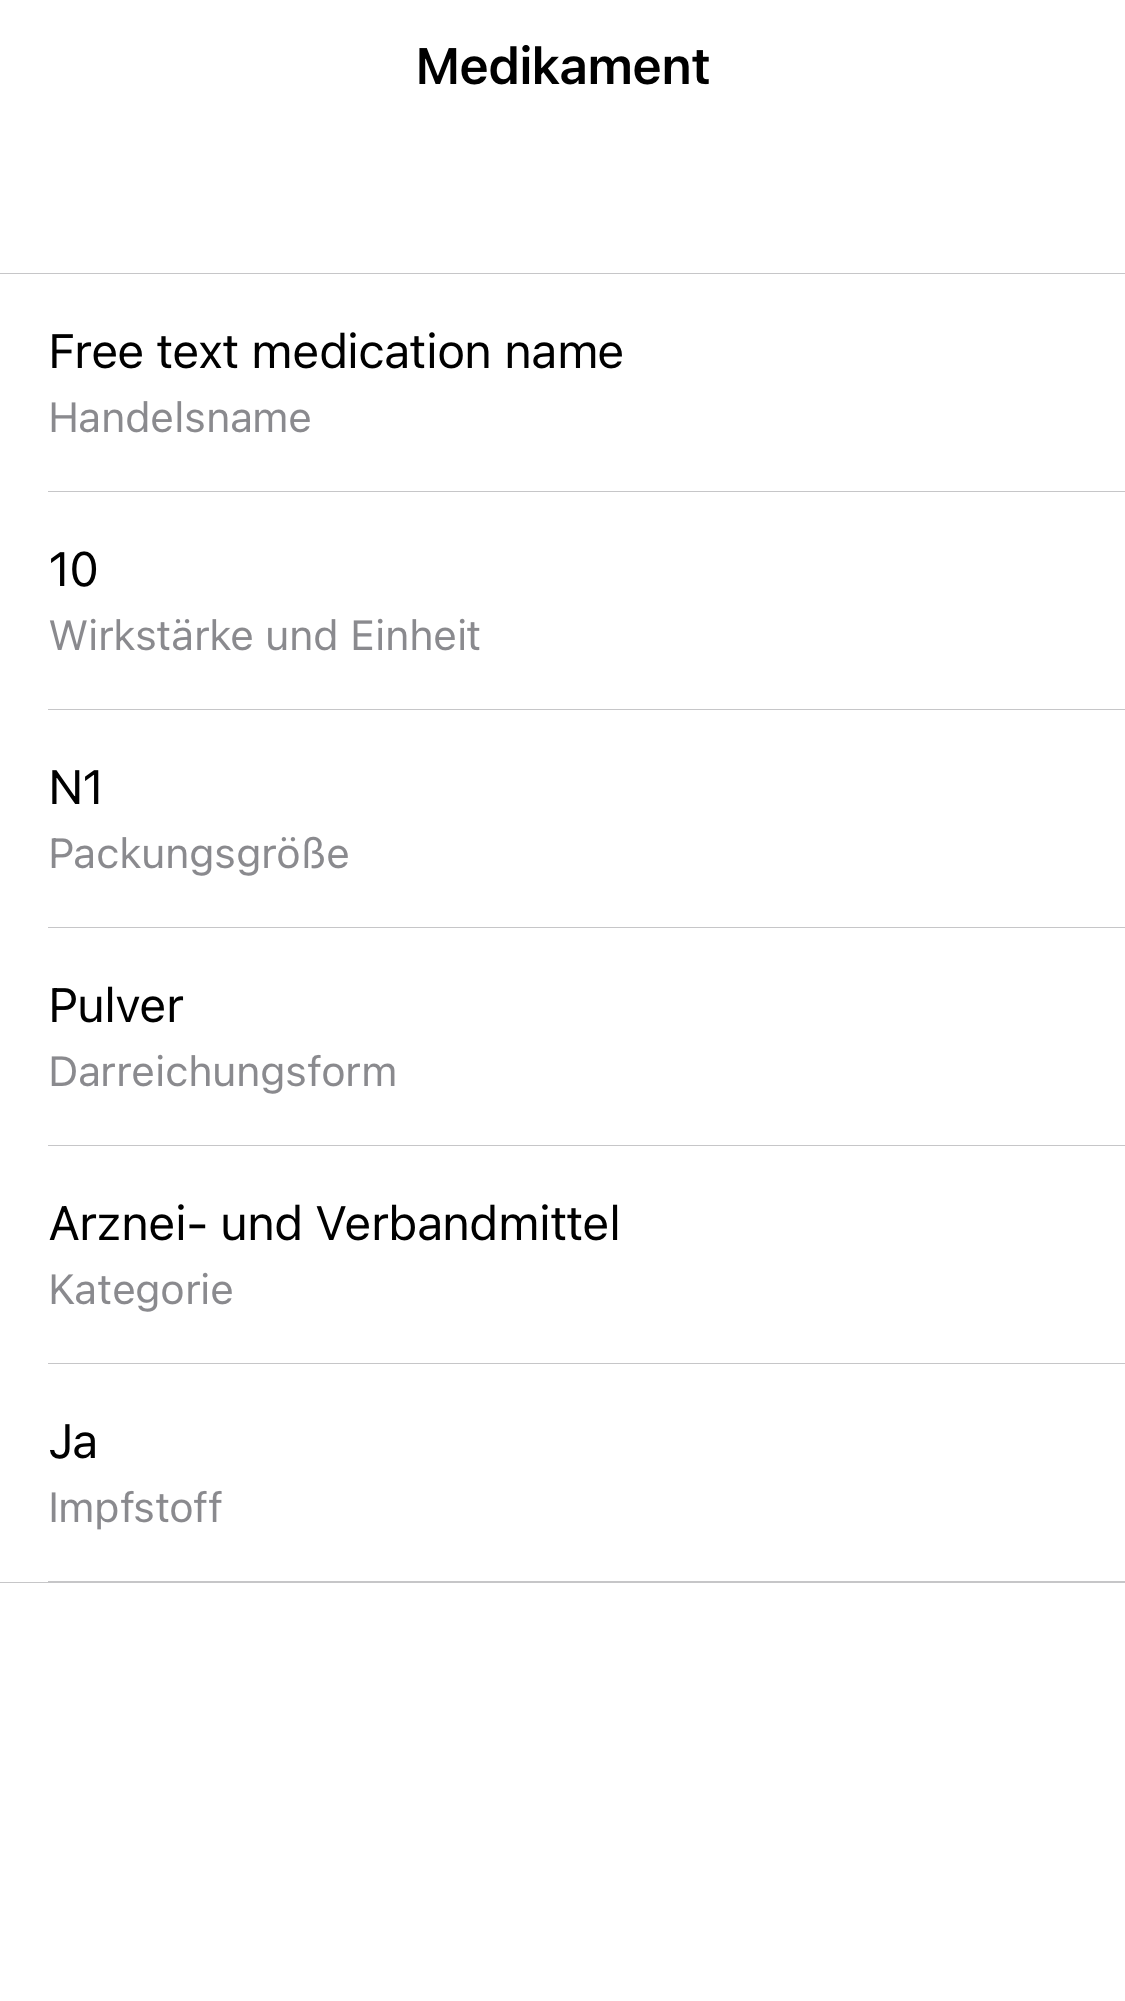 Medikament
Free text medication name
Handelsname
10
Wirkstärke und Einheit
N1
Packungsgröße
Pulver
Darreichungsform
Arznei- und Verbandmittel
Kategorie
Ja
Impfstoff